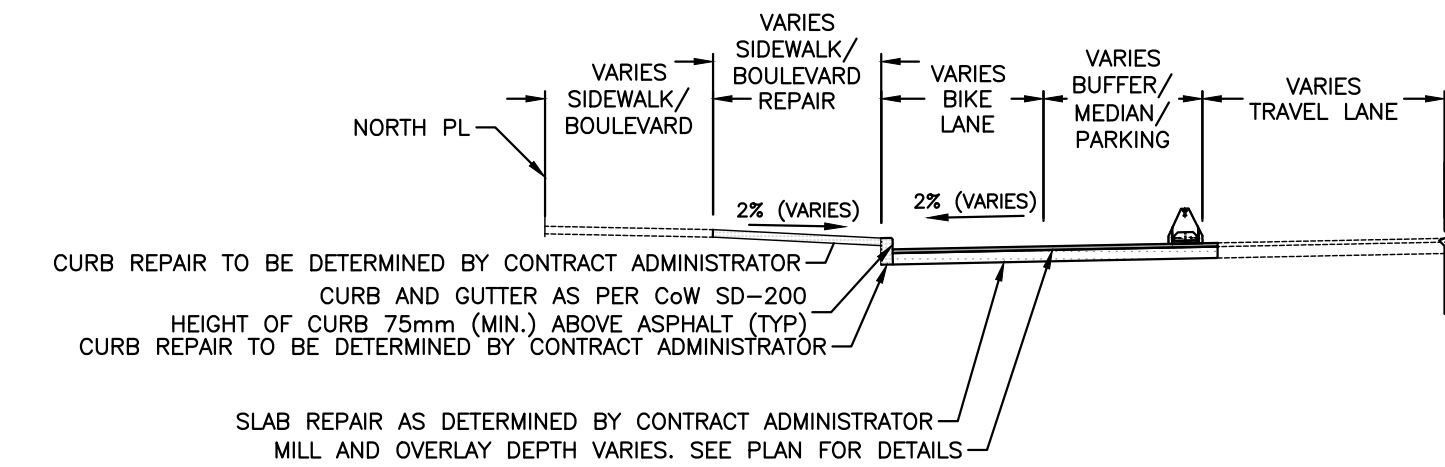 VARIES
SIDEWALK/
BOULEVARD
VARIES
SIDEWALK/
BOULEVARD
REPAIR
VARIES
BIKE
LANE
VARIES
BUFFER/
MEDIAN/
PARKING
VARIES
TRAVEL LANE
NORTH PL
2% (VARIES)
2% (VARIES)
CURB REPAIR TO BE DETERMINED BY CONTRACT ADMINISTRATOR
CURB AND GUTTER AS PER CoW SD-200
HEIGHT OF CURB 75mm (MIN.) ABOVE ASPHALT (TYP)
CURB REPAIR TO BE DETERMINED BY CONTRACT ADMINISTRATOR
SLAB REPAIR AS DETERMINED BY CONTRACT ADMINISTRATOR
MILL AND OVERLAY DEPTH VARIES. SEE PLAN FOR DETAILS